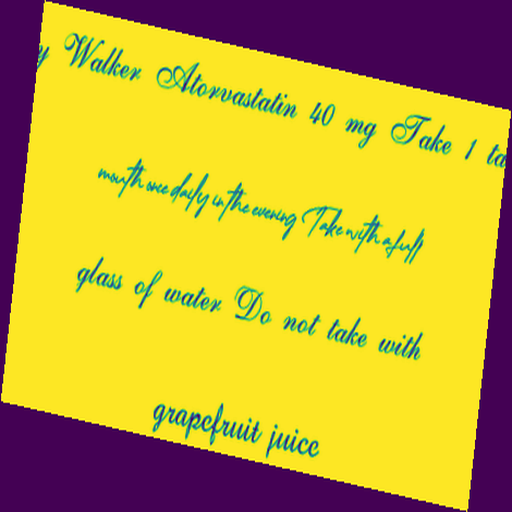 Walker Atorvastatin 40 mg Take 1
mouth once daily in the evening Take with a full
glass of water Do not take with
grapefruit juice